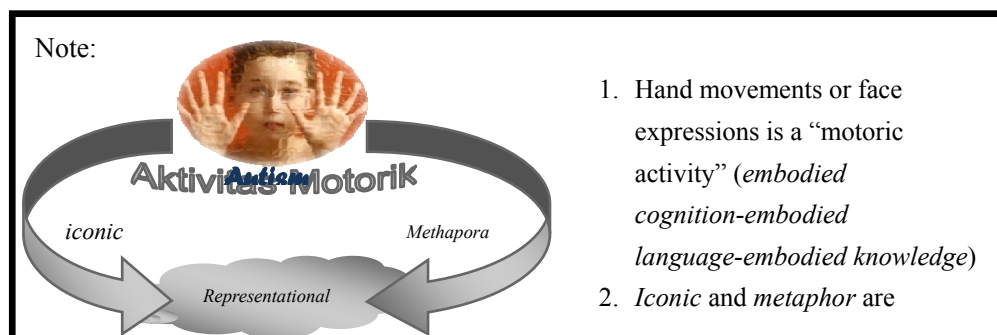 Note:
Aktivitas Motorik
Autism
iconic
Methapora
Representational
1. Hand movements or face
expressions is a “motoric
activity” (embodied
cognition-embodied
language-embodied knowledge)
2. Iconic and metaphor are